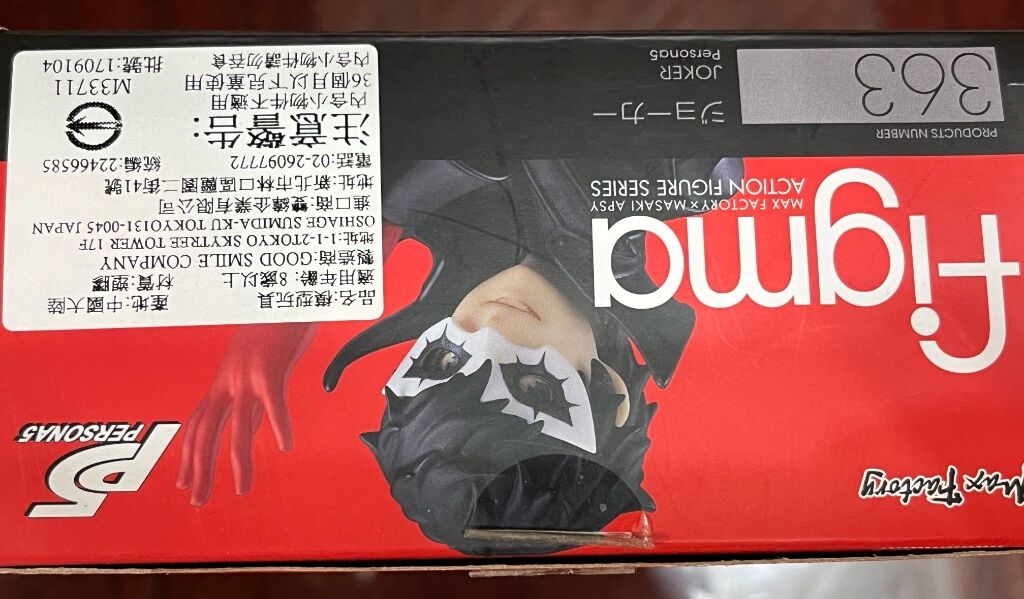 Max Factory
figma
MAX FACTORY×MASAKI APSY
ACTION FIGURE SERIES
PRODUCTS NUMBER
363
ジョーカー
JOKER
Persona5
P5
PERSONA5
品名:模型玩具 產地:中國大陸
適用年齡:8歲以上 材質:塑膠
製造商:GOOD SMILE COMPANY
地址:1-1-2TOKYO SKYTREE TOWER 17F
OSHIAGE SUMIDA-KU TOKYO131-0045 JAPAN
進口商:雙鏵企業有限公司
地址:新北市林口區麗園二街41號
電話:02-26097772 統編:22466585
注意警告:
內含小物件不適用
36個月以下兒童使用
內含小物件請勿吞食
M33711
批號:1709104